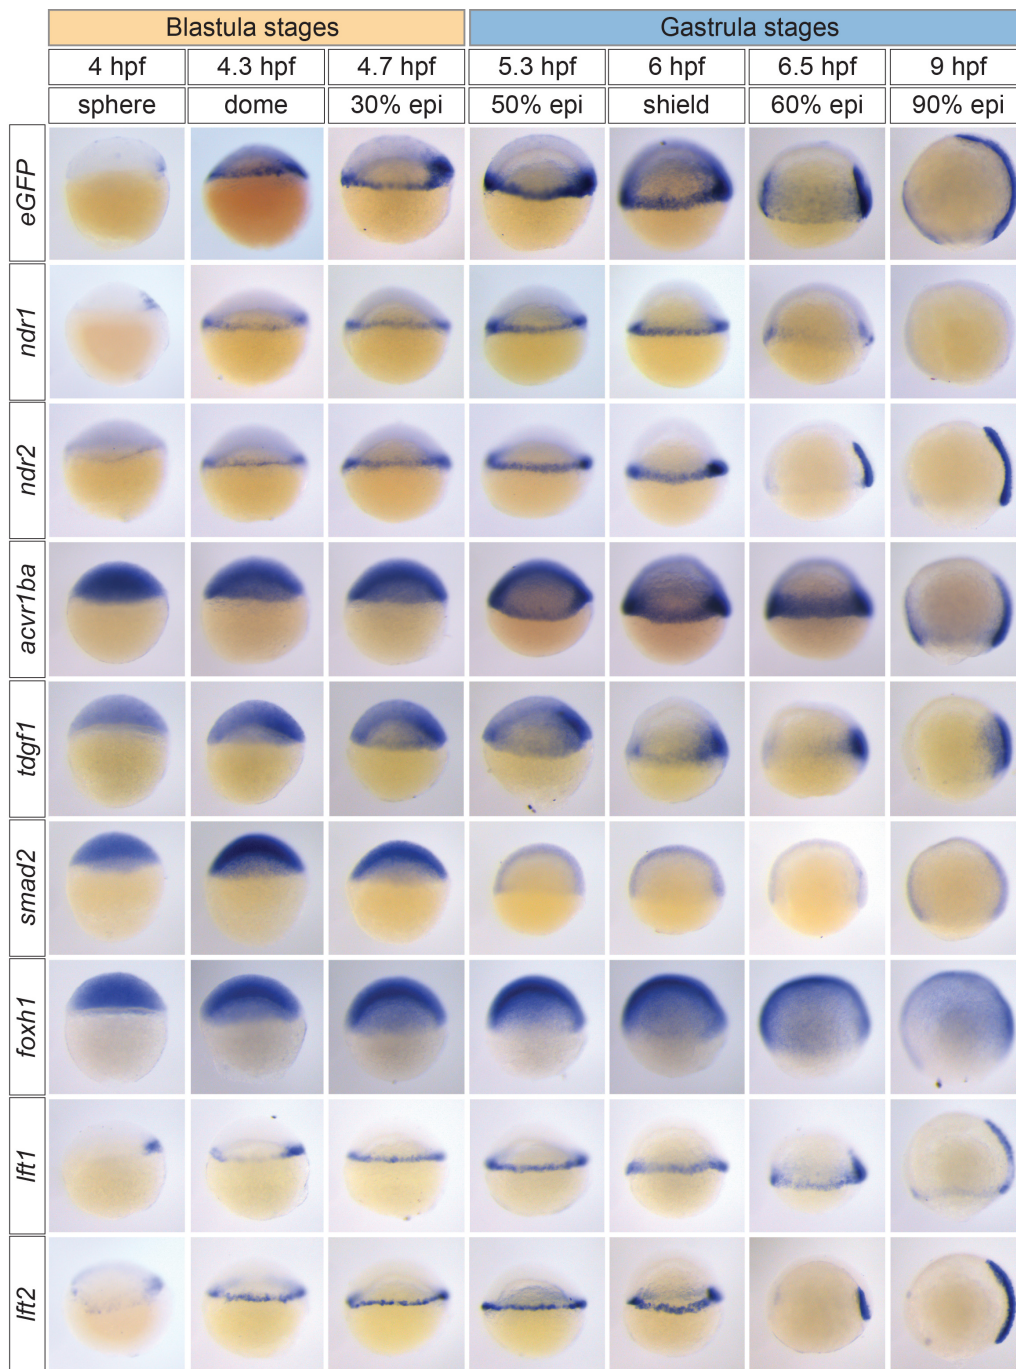 Blastula stages Gastrula stages
4 hpf 4.3 hpf 4.7 hpf 5.3 hpf 6 hpf 6.5 hpf 9 hpf
sphere dome 30% epi 50% epi shield 60% epi 90% epi
eGFP
ndr1
ndr2
acvr1ba
tdgf1
smad2
foxh1
lft1
lft2